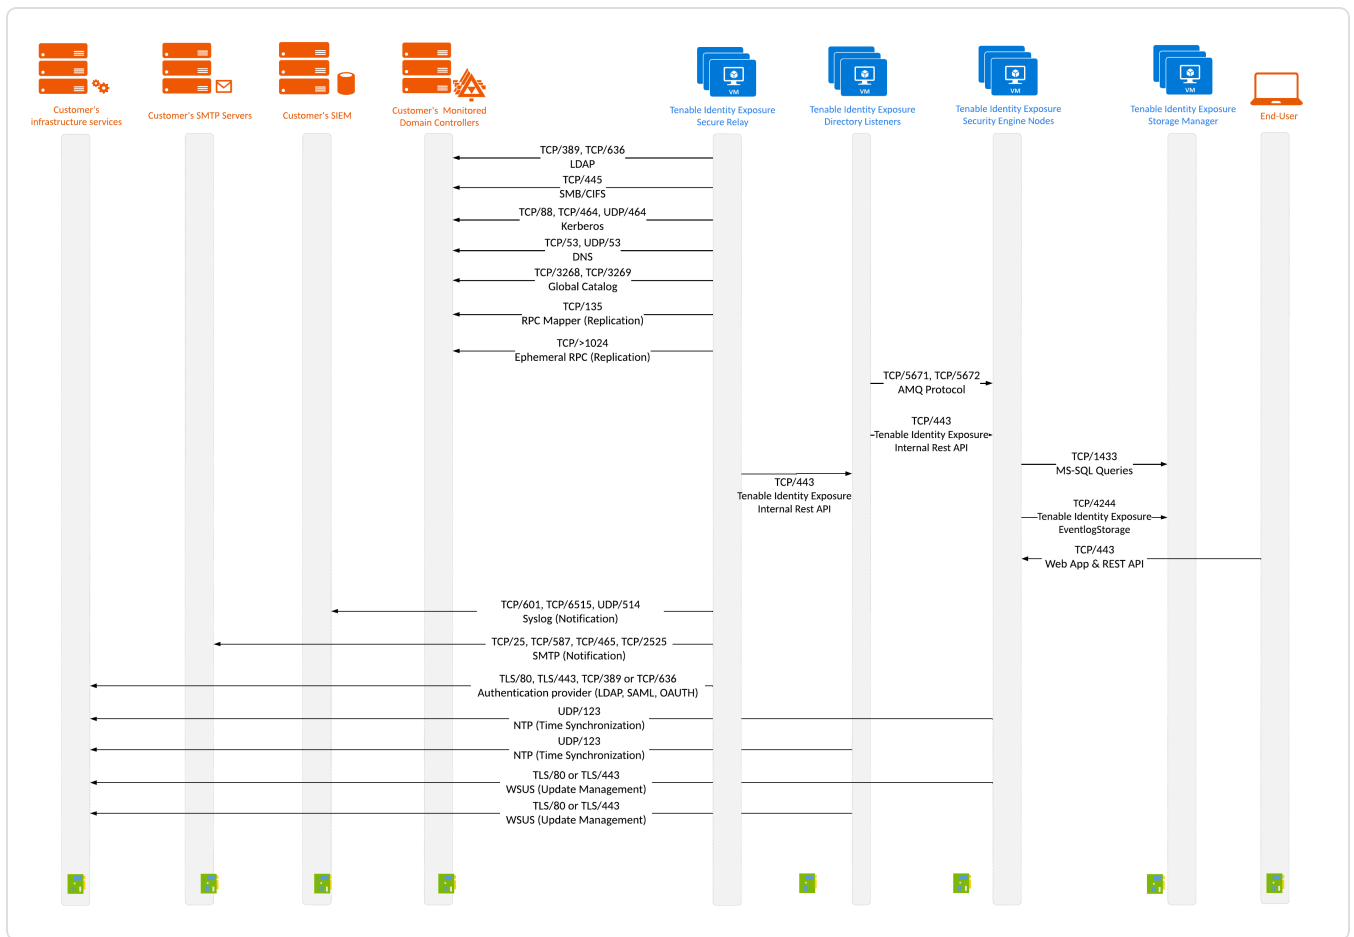 VM
VM
VM
VM
Customer's
infrastructure services
Customer's SMTP Servers
Customer's SIEM
Customer's Monitored
Domain Controllers
Tenable Identity Exposure
Secure Relay
Tenable Identity Exposure
Directory Listeners
Tenable Identity Exposure
Security Engine Nodes
Tenable Identity Exposure
Storage Manager
End-User
TCP/389, TCP/636
LDAP
TCP/445
SMB/CIFS
TCP/88, TCP/464, UDP/464
Kerberos
TCP/53, UDP/53
DNS
TCP/3268, TCP/3269
Global Catalog
TCP/135
RPC Mapper (Replication)
TCP/>1024
Ephemeral RPC (Replication)
TCP/5671, TCP/5672
AMQ Protocol
TCP/443
Tenable Identity Exposure
Internal Rest API
TCP/1433
MS-SQL Queries
TCP/443
Tenable Identity Exposure
Internal Rest API
TCP/4244
Tenable Identity Exposure
EventlogStorage
TCP/443
Web App & REST API
TCP/601, TCP/6515, UDP/514
Syslog (Notification)
TCP/25, TCP/587, TCP/465, TCP/2525
SMTP (Notification)
TLS/80, TLS/443, TCP/389 or TCP/636
Authentication provider (LDAP, SAML, OAUTH)
UDP/123
NTP (Time Synchronization)
UDP/123
NTP (Time Synchronization)
TLS/80 or TLS/443
WSUS (Update Management)
TLS/80 or TLS/443
WSUS (Update Management)